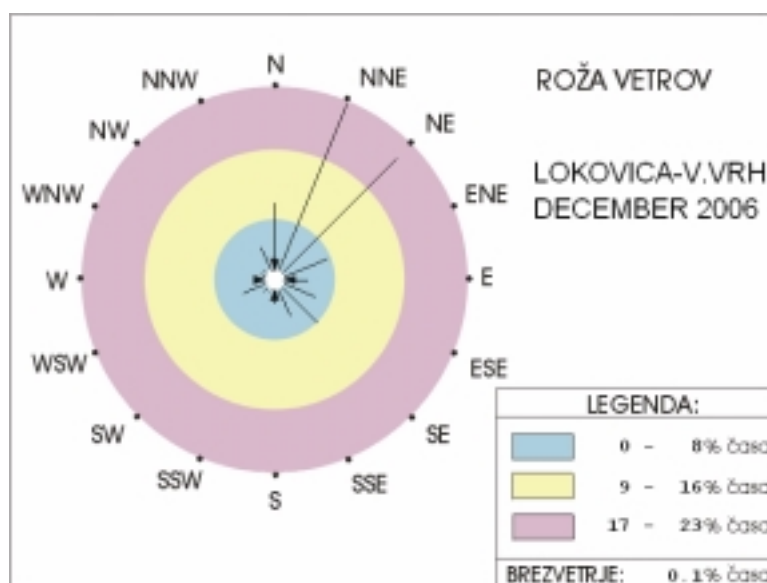 ROŽA VETROV
LOKOVICA-V.VRH
DECEMBER 2006
N
NNE
NE
ENE
E
ESE
SE
SSE
S
SSW
SW
WSW
W
WNW
NW
NNW
LEGENDA:
0 - 8% časa
9 - 16% časa
17 - 23% časa
BREZVETRJE: 0.1% časa